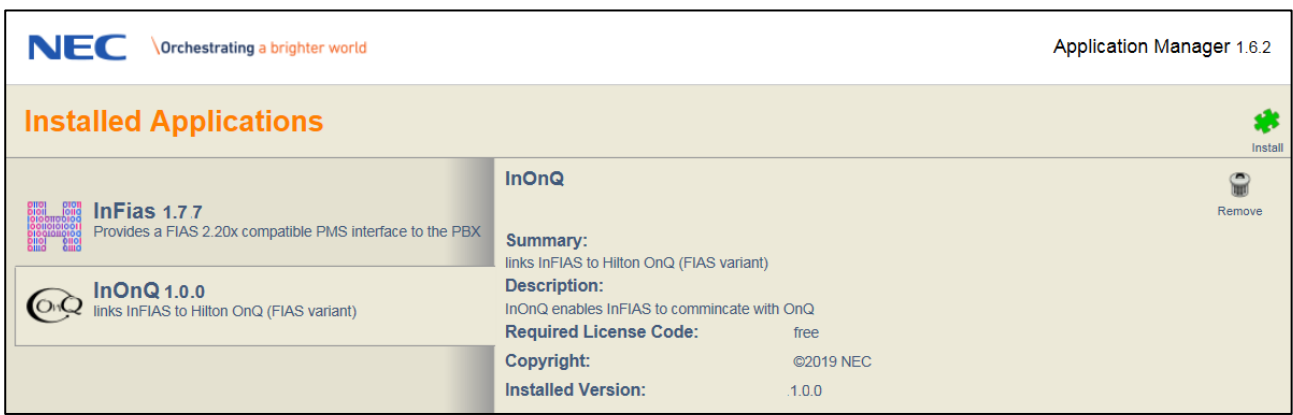 NEC \Orchestrating a brighter world
Application Manager 1.6.2
Installed Applications
Install
InFias 1.7.7
Provides a FIAS 2.20x compatible PMS interface to the PBX
OnQ
InOnQ 1.0.0
links InFIAS to Hilton OnQ (FIAS variant)
InOnQ
Remove
Summary:
links InFIAS to Hilton OnQ (FIAS variant)
Description:
InOnQ enables InFIAS to commincate with OnQ
Required License Code: free
Copyright: ©2019 NEC
Installed Version: .1.0.0